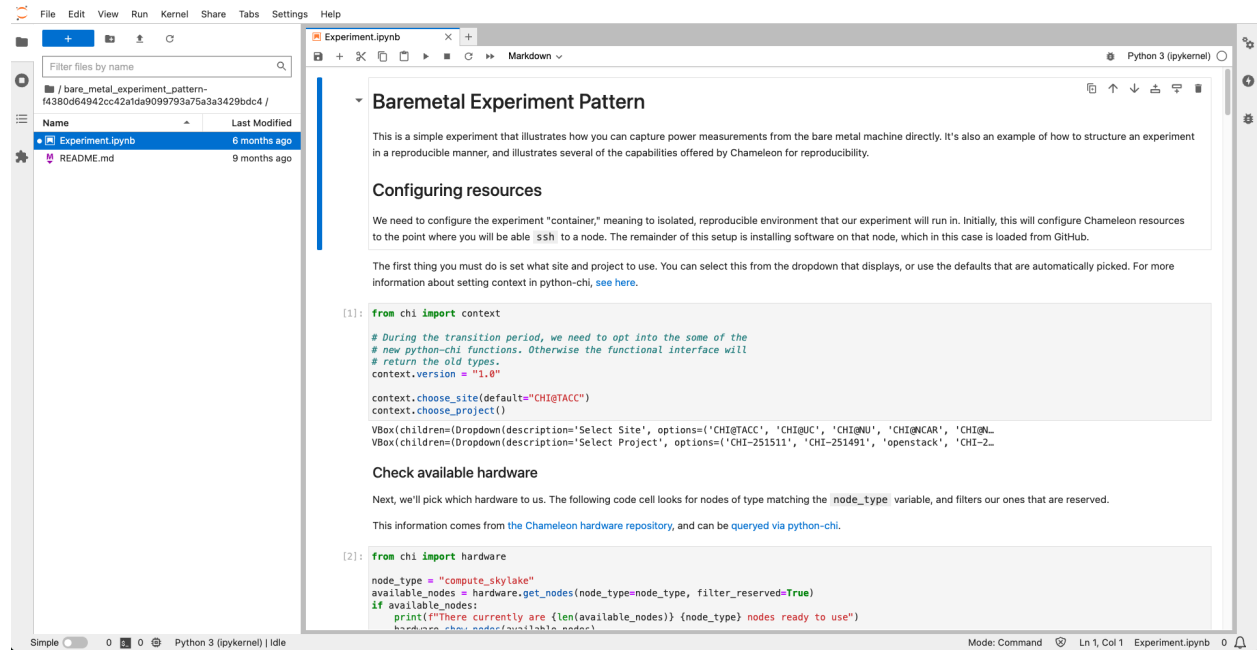 File Edit View Run Kernel Share Tabs Settings Help
Filter files by name
/ bare_metal_experiment_pattern-
f4380d64942cc42a1da9099793a75a3a3429bdc4 /
Name Last Modified
Experiment.ipynb 6 months ago
README.md 9 months ago
Experiment.ipynb
Markdown
Python 3 (ipykernel)
Baremetal Experiment Pattern
This is a simple experiment that illustrates how you can capture power measurements from the bare metal machine directly. It's also an example of how to structure an experiment
in a reproducible manner, and illustrates several of the capabilities offered by Chameleon for reproducibility.
Configuring resources
We need to configure the experiment "container," meaning to isolated, reproducible environment that our experiment will run in. Initially, this will configure Chameleon resources
to the point where you will be able ssh to a node. The remainder of this setup is installing software on that node, which in this case is loaded from GitHub.
The first thing you must do is set what site and project to use. You can select this from the dropdown that displays, or use the defaults that are automatically picked. For more
information about setting context in python-chi, see here.
[1]: from chi import context
# During the transition period, we need to opt into the some of the
# new python-chi functions. Otherwise the functional interface will
# return the old types.
context.version = "1.0"
context.choose_site(default="CHI@TACC")
context.choose_project()
VBox(children=(Dropdown(description='Select Site', options=('CHI@TACC', 'CHI@UC', 'CHI@NU', 'CHI@NCAR', 'CHI@N…
VBox(children=(Dropdown(description='Select Project', options=('CHI-251511', 'CHI-251491', 'openstack', 'CHI-2…
Check available hardware
Next, we'll pick which hardware to us. The following code cell looks for nodes of type matching the node_type variable, and filters our ones that are reserved.
This information comes from the Chameleon hardware repository, and can be queryed via python-chi.
[2]: from chi import hardware
node_type = "compute_skylake"
available_nodes = hardware.get_nodes(node_type=node_type, filter_reserved=True)
if available_nodes:
print(f"There currently are {len(available_nodes)} {node_type} nodes ready to use")
hardware.show_nodes(available_nodes)
Simple 0 0 Python 3 (ipykernel) | Idle Mode: Command Ln 1, Col 1 Experiment.ipynb 0